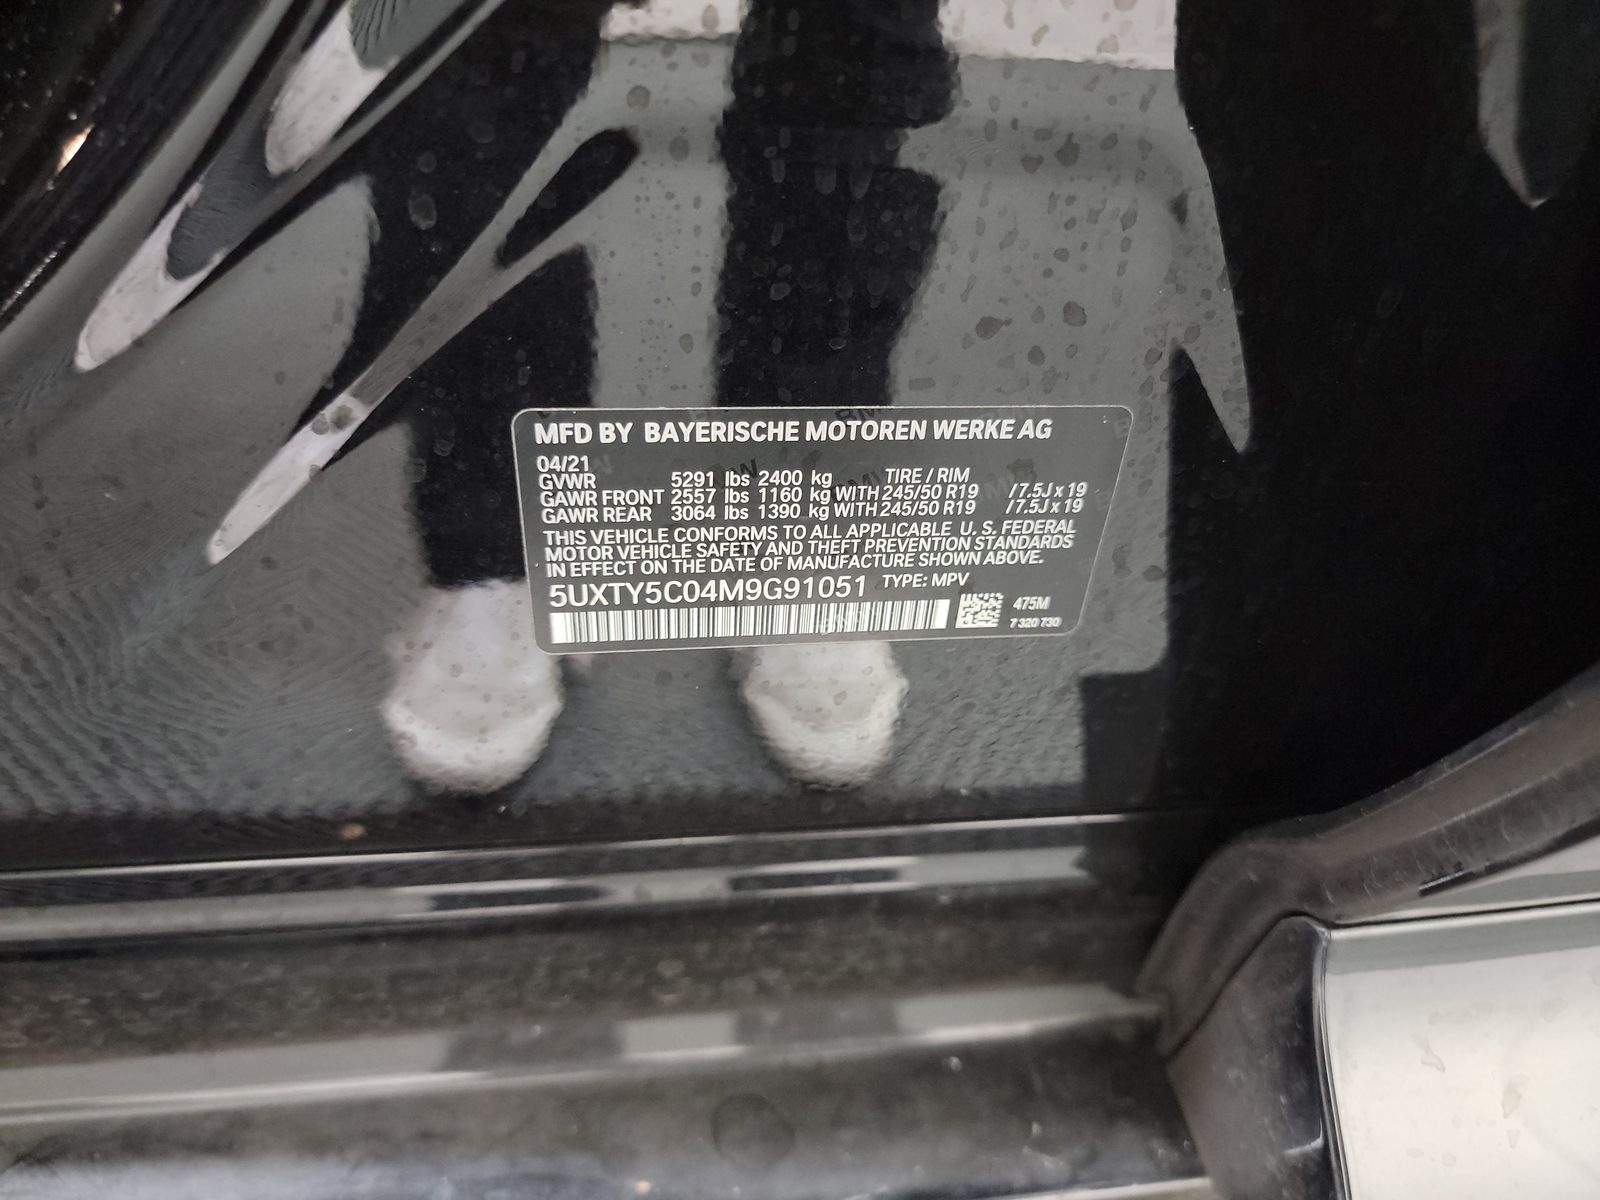 MFD BY BAYERISCHE MOTOREN WERKE AG
04/21
GVWR 5291 lbs 2400 kg TIRE / RIM
GAWR FRONT 2557 lbs 1160 kg WITH 245/50 R19 / 7.5J x 19
GAWR REAR 3064 lbs 1390 kg WITH 245/50 R19 / 7.5J x 19
THIS VEHICLE CONFORMS TO ALL APPLICABLE U. S. FEDERAL
MOTOR VEHICLE SAFETY AND THEFT PREVENTION STANDARDS
IN EFFECT ON THE DATE OF MANUFACTURE SHOWN ABOVE.
5UXTY5C04M9G91051 TYPE: MPV
475M
7 320 730